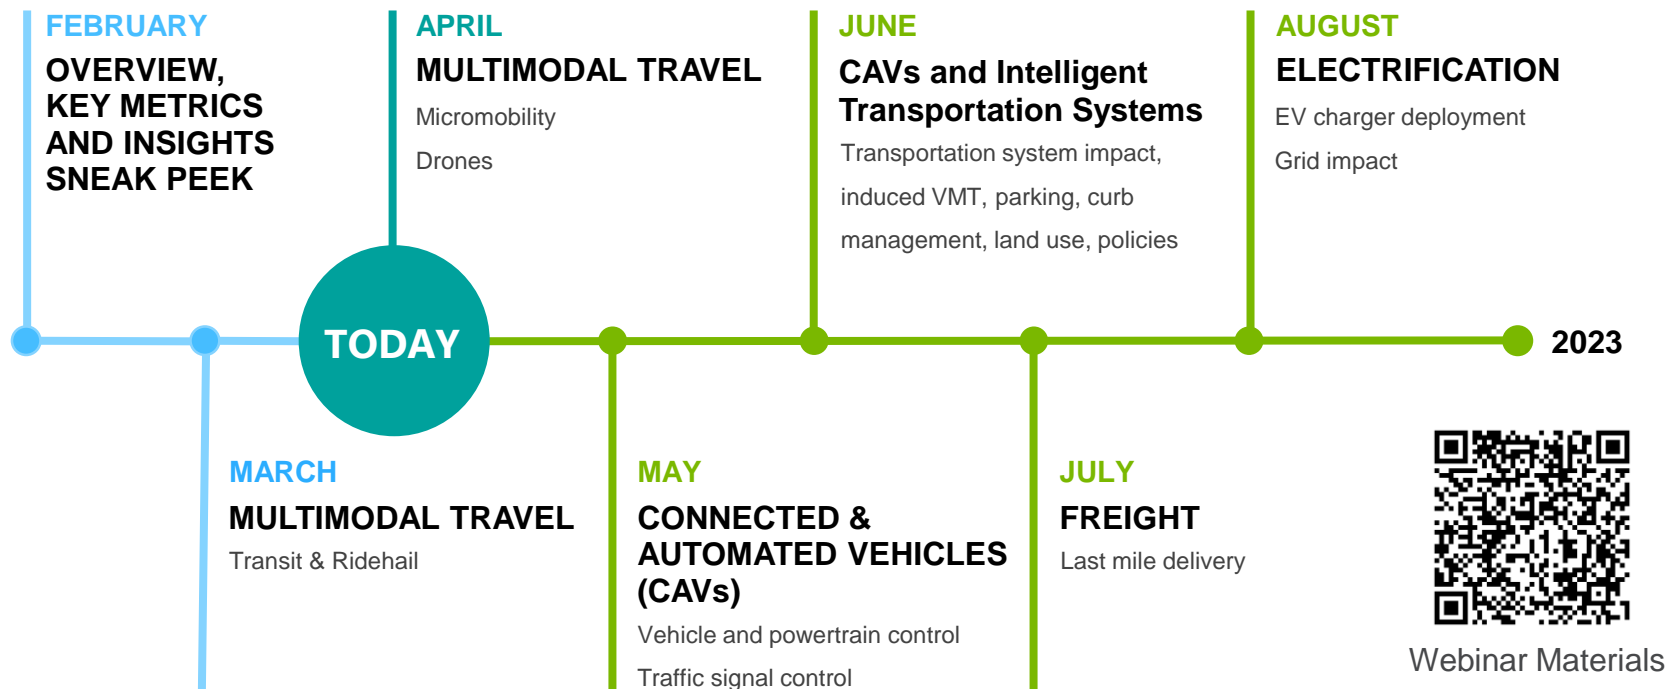 FEBRUARY
OVERVIEW,
KEY METRICS
AND INSIGHTS
SNEAK PEEK
APRIL
MULTIMODAL TRAVEL
Micromobility
Drones
JUNE
CAVs and Intelligent
Transportation Systems
Transportation system impact,
induced VMT, parking, curb
management, land use, policies
AUGUST
ELECTRIFICATION
EV charger deployment
Grid impact
TODAY
2023
MARCH
MULTIMODAL TRAVEL
Transit & Ridehail
MAY
CONNECTED &
AUTOMATED VEHICLES
(CAVs)
Vehicle and powertrain control
Traffic signal control
JULY
FREIGHT
Last mile delivery
Webinar Materials